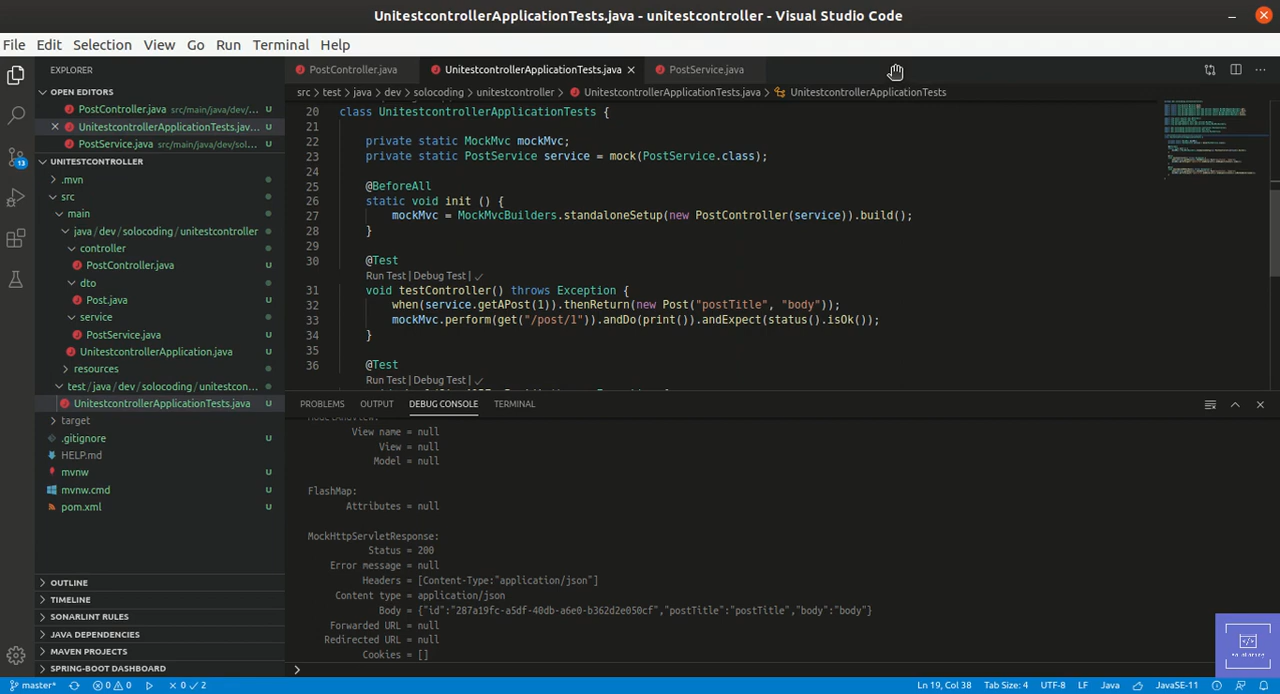 UnitestcontrollerApplicationTests.java - unitestcontroller - Visual Studio Code
File Edit Selection View Go Run Terminal Help
EXPLORER
OPEN EDITORS
PostController.java src/main/java/dev/... U
UnitestcontrollerApplicationTests.jav... U
PostService.java src/main/java/dev/sol... U
UNITESTCONTROLLER
.mvn
src
main
java/dev/solocoding/unitestcontroller
controller
PostController.java U
dto
Post.java U
service
PostService.java U
UnitestcontrollerApplication.java U
resources
test/java/dev/solocoding/unitestcon...
UnitestcontrollerApplicationTests.java U
target
.gitignore U
HELP.md
mvnw U
mvnw.cmd U
pom.xml U
OUTLINE
TIMELINE
SONARLINT RULES
JAVA DEPENDENCIES
MAVEN PROJECTS
SPRING-BOOT DASHBOARD
13
PostController.java UnitestcontrollerApplicationTests.java PostService.java
src > test > java > dev > solocoding > unitestcontroller > UnitestcontrollerApplicationTests.java > UnitestcontrollerApplicationTests
20 class UnitestcontrollerApplicationTests {
21
22 private static MockMvc mockMvc;
23 private static PostService service = mock(PostService.class);
24
25 @BeforeAll
26 static void init () {
27 mockMvc = MockMvcBuilders.standaloneSetup(new PostController(service)).build();
28 }
29
30 @Test
Run Test | Debug Test | ✓
31 void testController() throws Exception {
32 when(service.getAPost(1)).thenReturn(new Post("postTitle", "body"));
33 mockMvc.perform(get("/post/1")).andDo(print()).andExpect(status().isOk());
34 }
35
36 @Test
Run Test | Debug Test | ✓
PROBLEMS OUTPUT DEBUG CONSOLE TERMINAL
View name = null
View = null
Model = null
FlashMap:
Attributes = null
MockHttpServletResponse:
Status = 200
Error message = null
Headers = [Content-Type:"application/json"]
Content type = application/json
Body = {"id":"287a19fc-a5df-40db-a6e0-b362d2e050cf","postTitle":"postTitle","body":"body"}
Forwarded URL = null
Redirected URL = null
Cookies = []
>
master* 0 0 0 ✓ 2 Ln 19, Col 38 Tab Size: 4 UTF-8 LF Java JavaSE-11